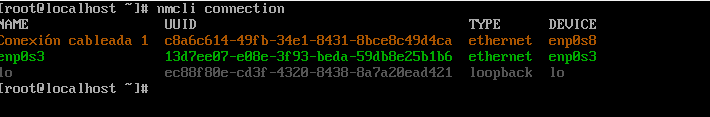 [root@localhost ~]# nmcli connection
NAME                 UUID                                  TYPE      DEVICE
Conexión cableada 1  c8a6c614-49fb-34e1-8431-8bce8c49d4ca  ethernet  enp0s8
enp0s3               13d7ee07-e08e-3f93-beda-59db8e25b1b6  ethernet  enp0s3
lo                   ec88f80e-cd3f-4320-8438-8a7a20ead421  loopback  lo
[root@localhost ~]#